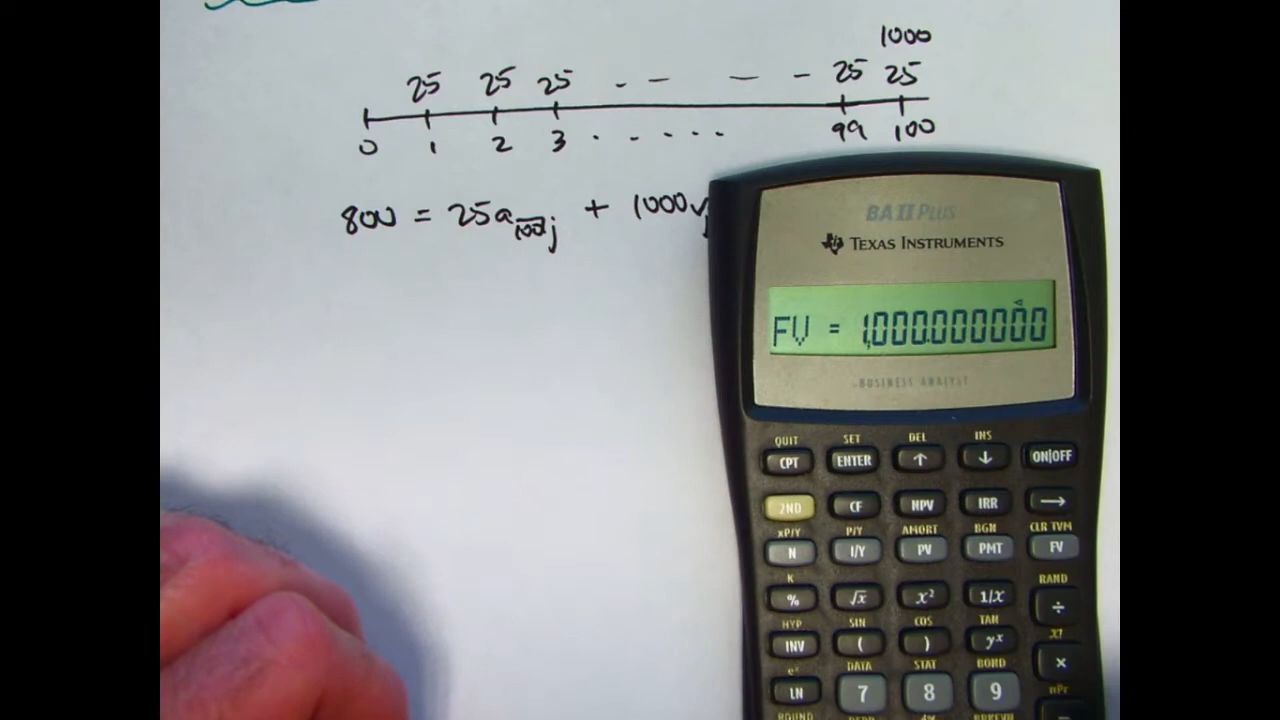 1000
25 25 25 . - - - - 25 25
0 1 2 3 . - . . . . 99 100
800 = 25a100|j + 1000vj
BA II PLUS
TEXAS INSTRUMENTS
FV = 1,000.000000
BUSINESS ANALYST
QUIT SET DEL INS
CPT ENTER ↑ ↓ ON|OFF
2ND CF NPV IRR →
xP/Y P/Y AMORT BGN CLR TVM
N I/Y PV PMT FV
K RAND
% √x x² 1/x ÷
HYP SIN COS TAN x!
INV ( ) yˣ ×
eˣ DATA STAT BOND nPr
LN 7 8 9
ROUND